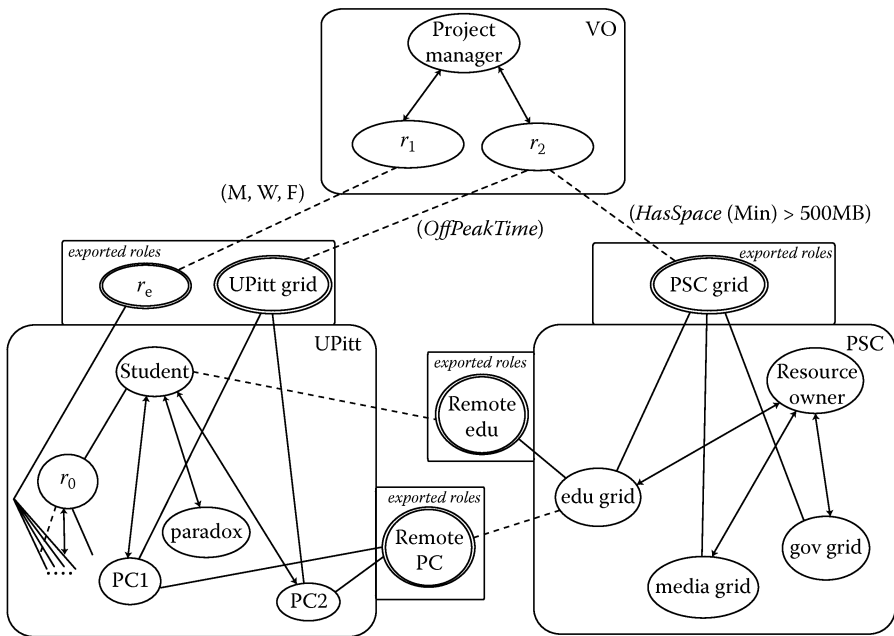 Project
manager
VO
r1
r2
(M, W, F)
(OffPeakTime)
(HasSpace (Min) > 500MB)
exported roles
re
UPitt grid
exported roles
PSC grid
UPitt
Student
exported roles
Remote
edu
PSC
Resource
owner
r0
paradox
edu grid
exported roles
Remote
PC
gov grid
PC1
PC2
media grid
....